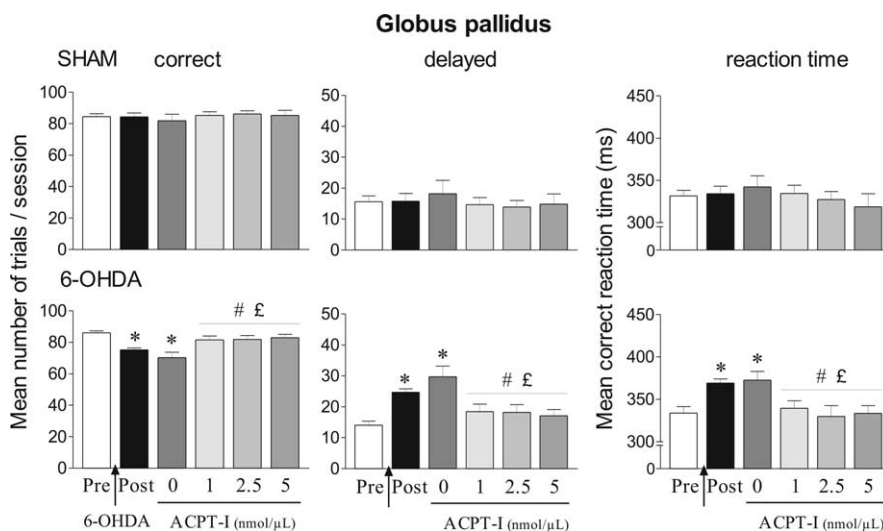 Globus pallidus
SHAM correct delayed reaction time
Mean number of trials / session
100
80
60
40
20
0
50
40
30
20
10
0
Mean correct reaction time (ms)
450
400
350
300
0
6-OHDA
100
80
60
40
20
0
* * # £
50
40
30
20
10
0
* * # £
450
400
350
300
0
* * # £
Pre Post 0 1 2.5 5
6-OHDA ACPT-I (nmol/µL)
Pre Post 0 1 2.5 5
ACPT-I (nmol/µL)
Pre Post 0 1 2.5 5
ACPT-I (nmol/µL)